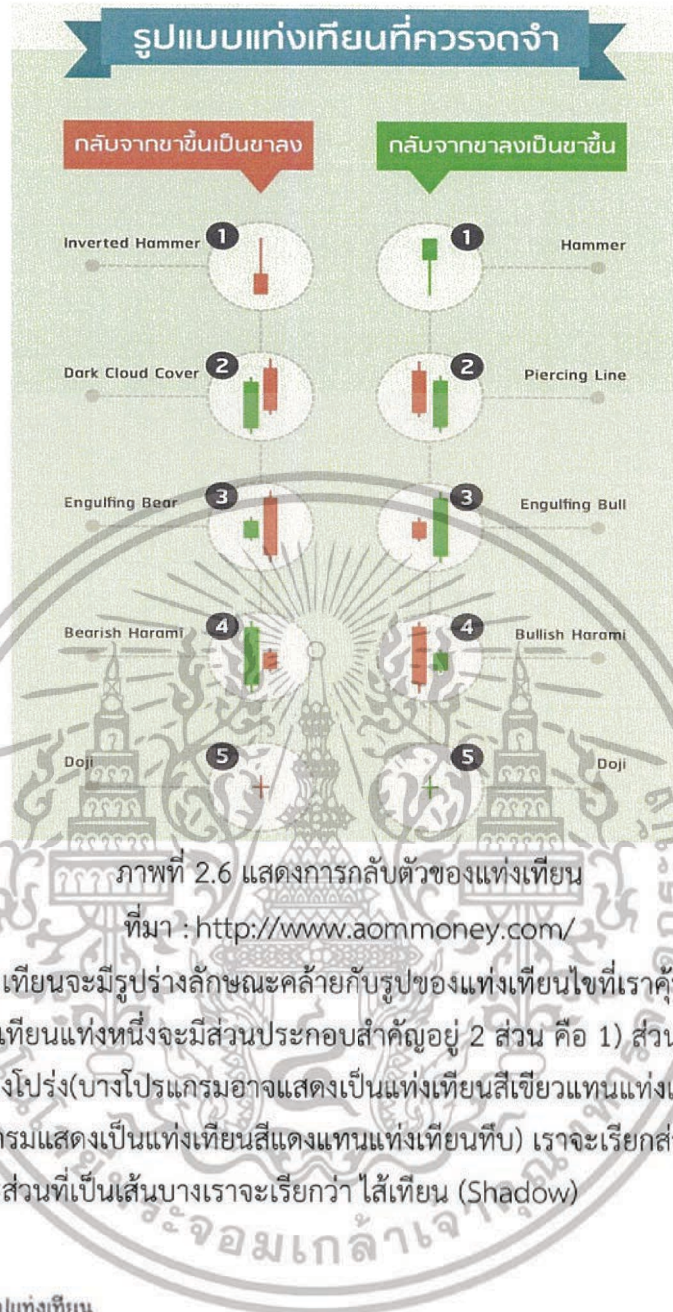 รูปแบบแท่งเทียนที่ควรจดจำ
กลับจากขาขึ้นเป็นขาลง
กลับจากขาลงเป็นขาขึ้น
Inverted Hammer 1
1 Hammer
Dark Cloud Cover 2
2 Piercing Line
Engulfing Bear 3
3 Engulfing Bull
Bearish Harami 4
4 Bullish Harami
Doji 5
5 Doji
ภาพที่ 2.6 แสดงการกลับตัวของแท่งเทียน
ที่มา : http://www.aommoney.com/
เทียนจะมีรูปร่างลักษณะคล้ายกับรูปของแท่งเทียนไขที่เราคุ้
เทียนแท่งหนึ่งจะมีส่วนประกอบสำคัญอยู่ 2 ส่วน คือ 1) ส่วน
งโปร่ง(บางโปรแกรมอาจแสดงเป็นแท่งเทียนสีเขียวแทนแท่งเ
กรมแสดงเป็นแท่งเทียนสีแดงแทนแท่งเทียนทึบ) เราจะเรียกส่
ส่วนที่เป็นเส้นบางเราจะเรียกว่า ไส้เทียน (Shadow)
ปแท่งเทียน